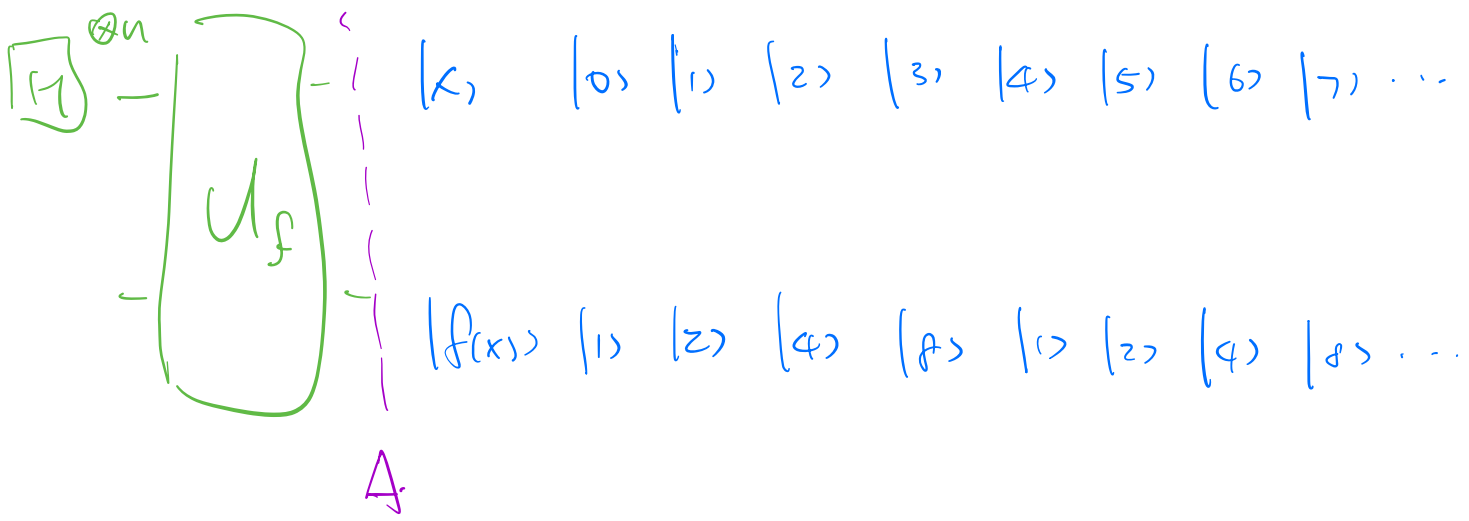 H ⊗n
|x⟩ |0⟩ |1⟩ |2⟩ |3⟩ |4⟩ |5⟩ |6⟩ |7⟩ ...
U_f
|f(x)⟩ |1⟩ |2⟩ |4⟩ |8⟩ |1⟩ |2⟩ |4⟩ |8⟩ ....
A.